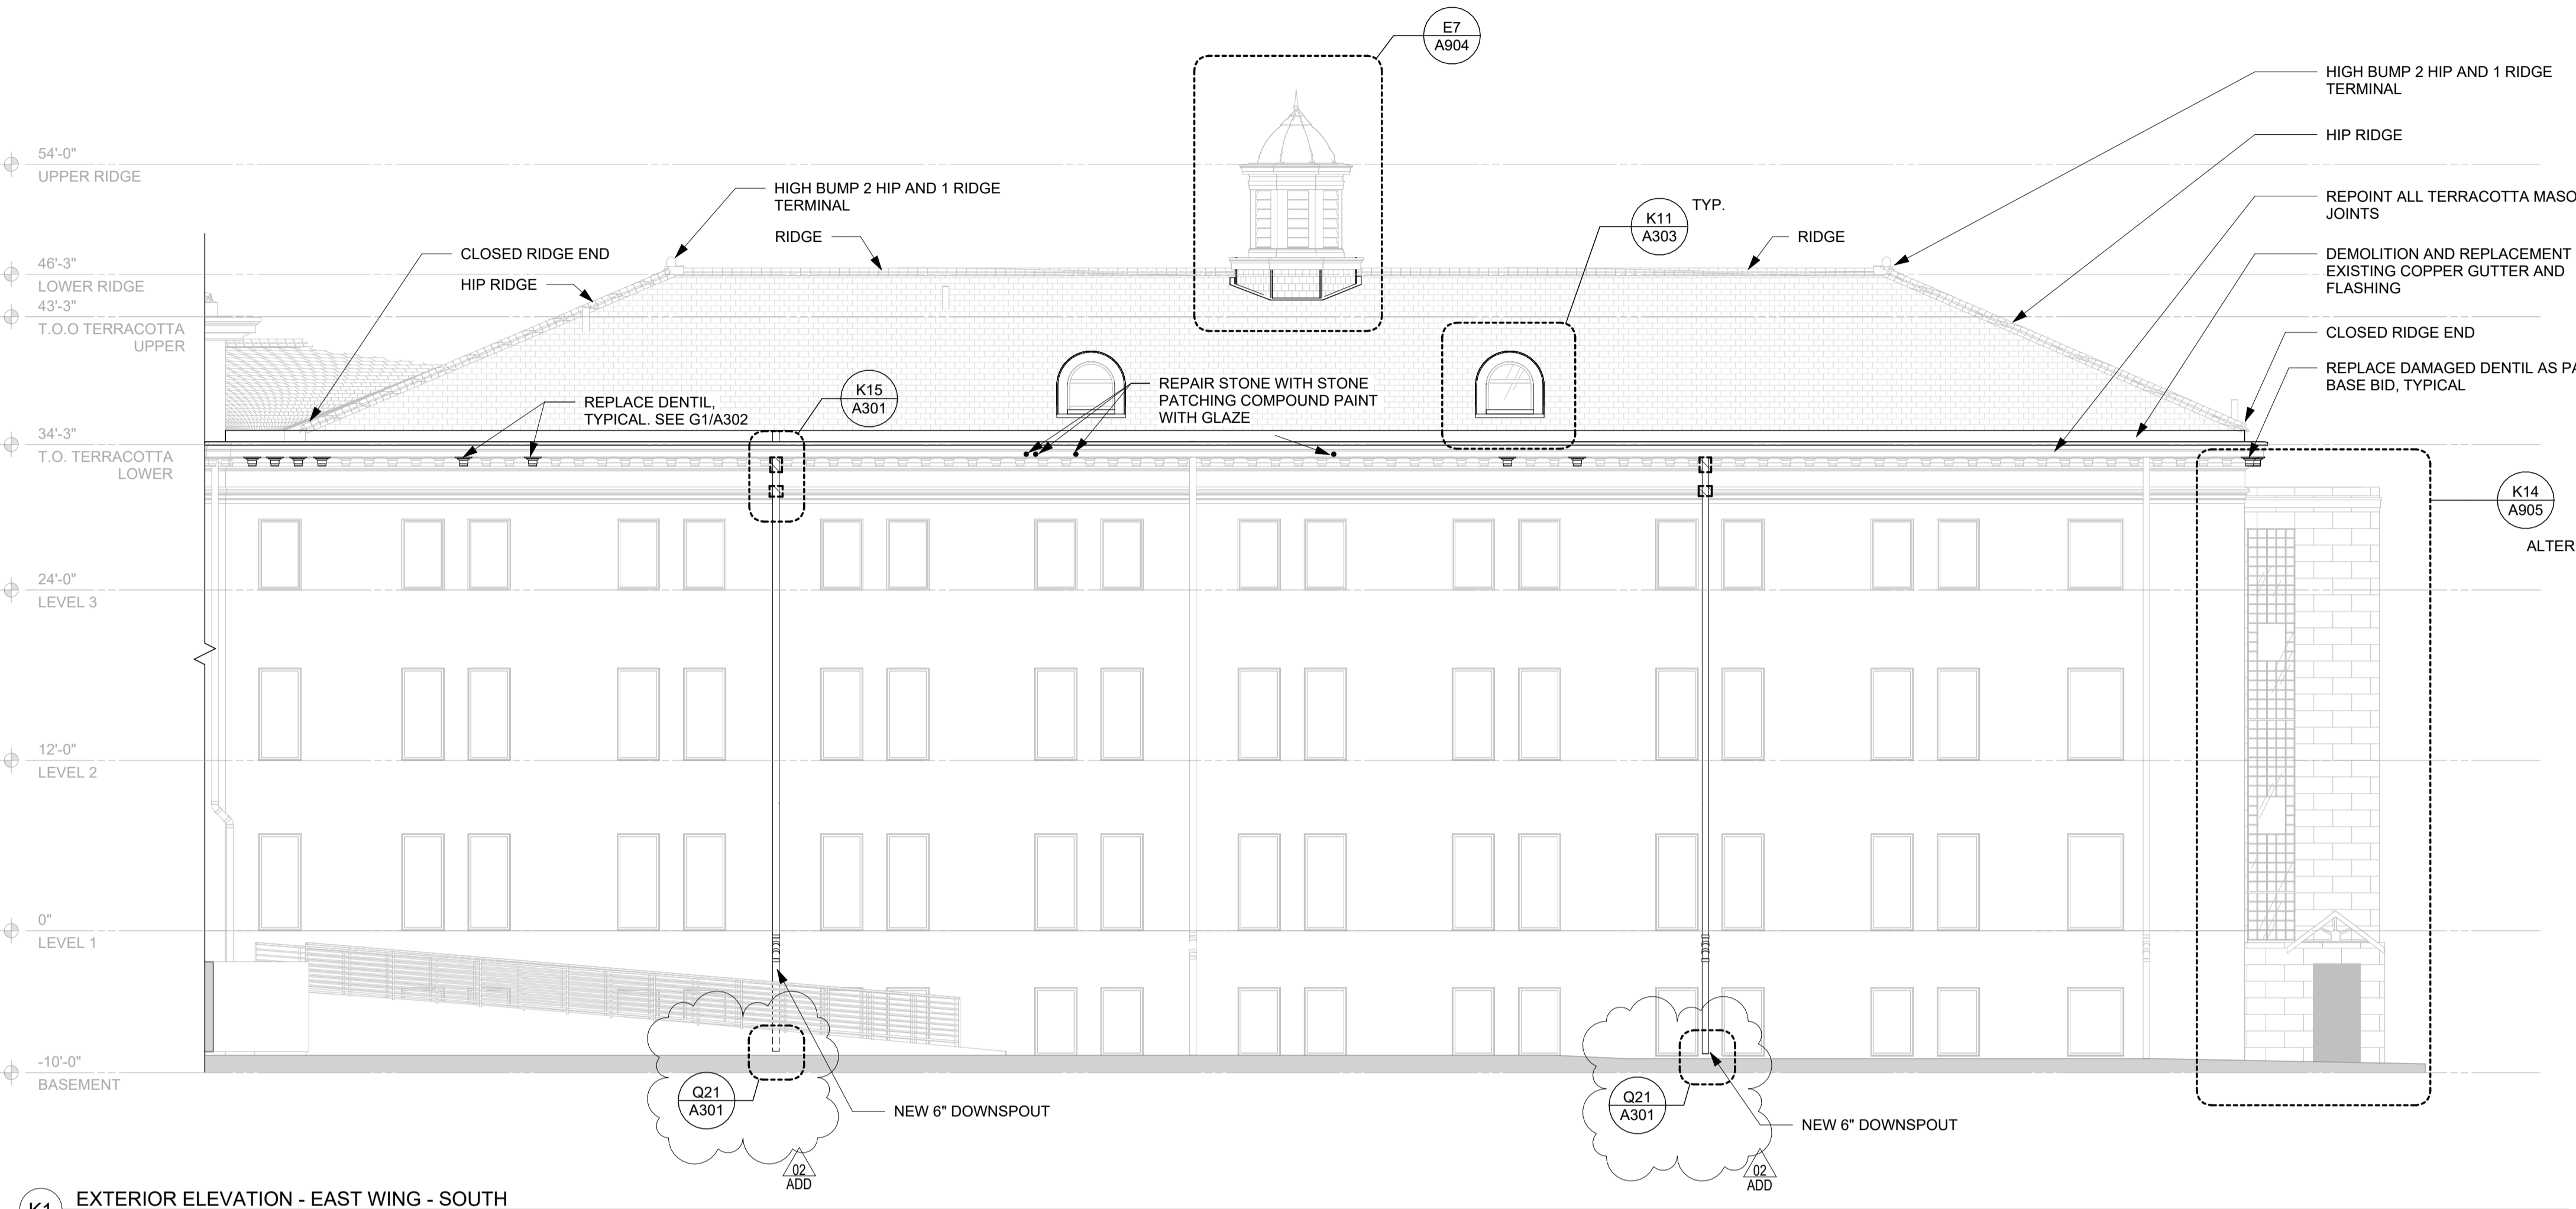 E7
A904
HIGH BUMP 2 HIP AND 1 RIDGE
TERMINAL
HIP RIDGE
54'-0"
UPPER RIDGE
HIGH BUMP 2 HIP AND 1 RIDGE
TERMINAL
RIDGE
K11
A303
TYP.
RIDGE
REPOINT ALL TERRACOTTA
JOINTS
CLOSED RIDGE END
HIP RIDGE
DEMOLITION AND REPLACEMENT
EXISTING COPPER GUTTER AND
FLASHING
46'-3"
LOWER RIDGE
43'-3"
T.O.O TERRACOTTA
UPPER
CLOSED RIDGE END
REPLACE DAMAGED DENTIL AS
BASE BID, TYPICAL
REPLACE DENTIL,
TYPICAL. SEE G1/A302
K15
A301
REPAIR STONE WITH STONE
PATCHING COMPOUND PAINT
WITH GLAZE
34'-3"
T.O. TERRACOTTA
LOWER
K14
A905
24'-0"
LEVEL 3
12'-0"
LEVEL 2
0"
LEVEL 1
-10'-0"
BASEMENT
Q21
A301
NEW 6" DOWNSPOUT
02
ADD
Q21
A301
NEW 6" DOWNSPOUT
02
ADD
K1
EXTERIOR ELEVATION - EAST WING - SOUTH